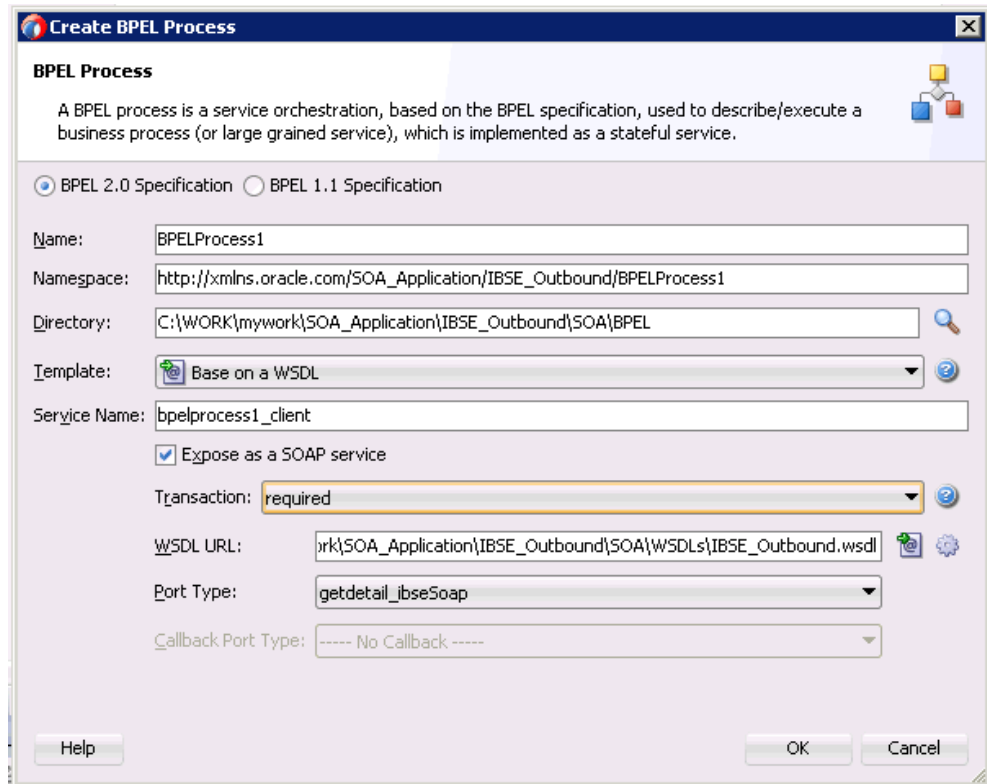 Create BPEL Process
BPEL Process
A BPEL process is a service orchestration, based on the BPEL specification, used to describe/execute a
business process (or large grained service), which is implemented as a stateful service.
BPEL 2.0 Specification BPEL 1.1 Specification
Name: BPELProcess1
Namespace: http://xmlns.oracle.com/SOA_Application/IBSE_Outbound/BPELProcess1
Directory: C:\WORK\mywork\SOA_Application\IBSE_Outbound\SOA\BPEL
Template: Base on a WSDL
Service Name: bpelprocess1_client
Expose as a SOAP service
Transaction: required
WSDL URL: ork\SOA_Application\IBSE_Outbound\SOA\WSDLs\IBSE_Outbound.wsdl
Port Type: getdetail_ibseSoap
Callback Port Type: ----- No Callback -----
Help OK Cancel